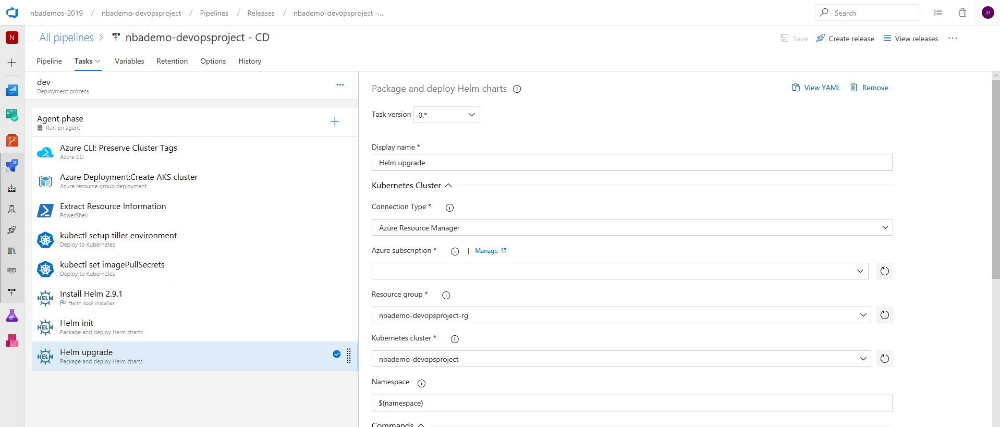 nbademos-2019 / nbademo-devopsproject / Pipelines / Releases / nbademo-devopsproject -...
Search
JH
N
All pipelines > nbademo-devopsproject - CD
Save Create release View releases ...
Pipeline Tasks Variables Retention Options History
dev
Deployment process
...
Agent phase
Run on agent
Azure CLI: Preserve Cluster Tags
Azure CLI
Azure Deployment:Create AKS cluster
Azure resource group deployment
Extract Resource Information
PowerShell
kubectl setup tiller environment
Deploy to Kubernetes
kubectl set imagePullSecrets
Deploy to Kubernetes
HELM
Install Helm 2.9.1
Helm tool installer
HELM
Helm init
Package and deploy Helm charts
HELM
Helm upgrade
Package and deploy Helm charts
Package and deploy Helm charts
View YAML Remove
Task version 0.*
Display name *
Helm upgrade
Kubernetes Cluster
Connection Type *
Azure Resource Manager
Azure subscription * | Manage
Resource group *
nbademo-devopsproject-rg
Kubernetes cluster *
nbademo-devopsproject
Namespace
$(namespace)
Commands